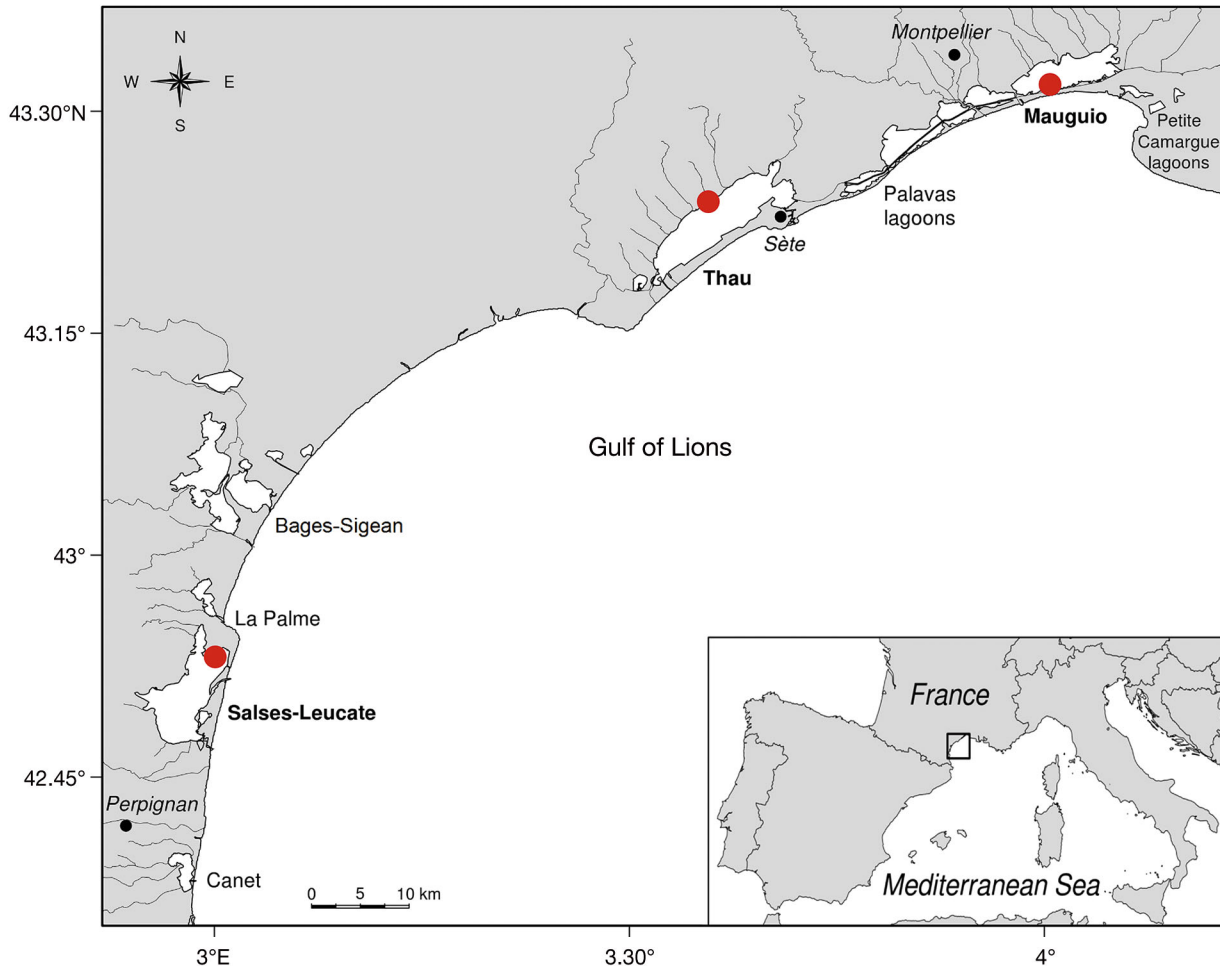 N
W E
S
Montpellier
43.30°N
Mauguio
Petite
Camargue
lagoons
Palavas
lagoons
Sète
Thau
43.15°
Gulf of Lions
Bages-Sigean
43°
La Palme
Salses-Leucate
France
42.45°
Perpignan
Canet
0 5 10 km
Mediterranean Sea
3°E 3.30° 4°